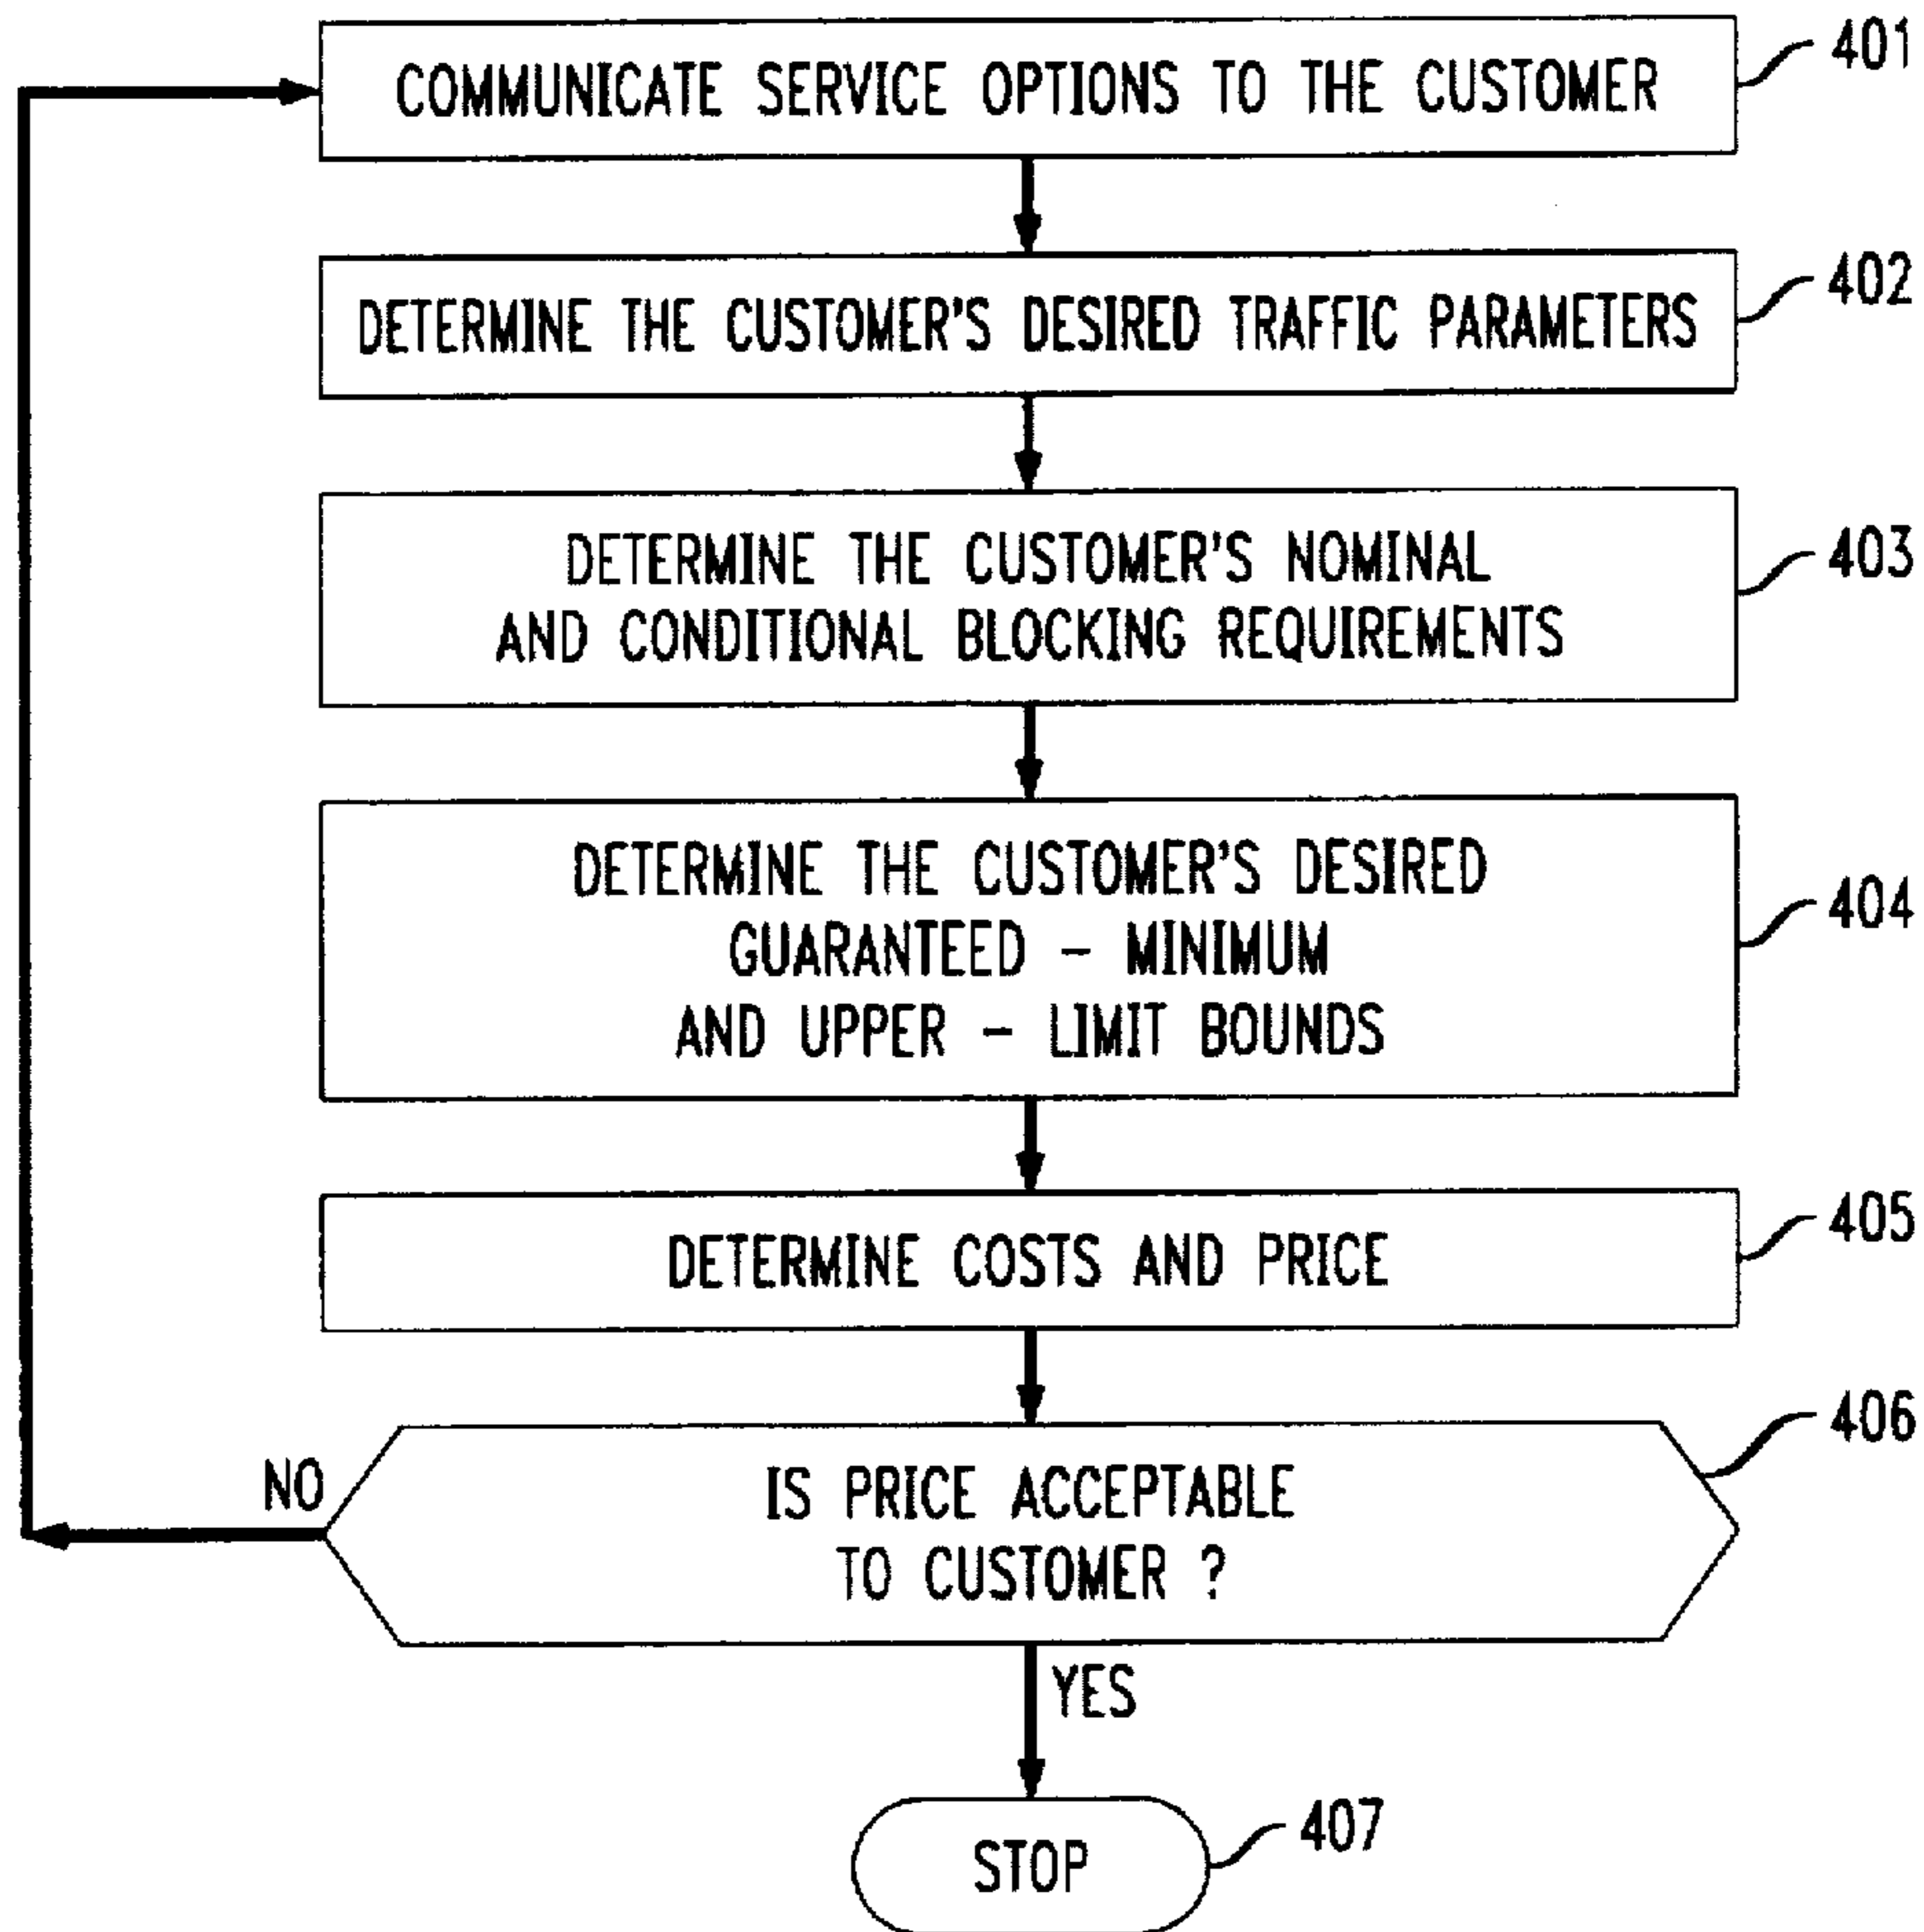 COMMUNICATE SERVICE OPTIONS TO THE CUSTOMER
401
DETERMINE THE CUSTOMER'S DESIRED TRAFFIC PARAMETERS
402
DETERMINE THE CUSTOMER'S NOMINAL
AND CONDITIONAL BLOCKING REQUIREMENTS
403
DETERMINE THE CUSTOMER'S DESIRED
GUARANTEED - MINIMUM
AND UPPER - LIMIT BOUNDS
404
DETERMINE COSTS AND PRICE
405
IS PRICE ACCEPTABLE
TO CUSTOMER ?
406
NO
YES
STOP
407